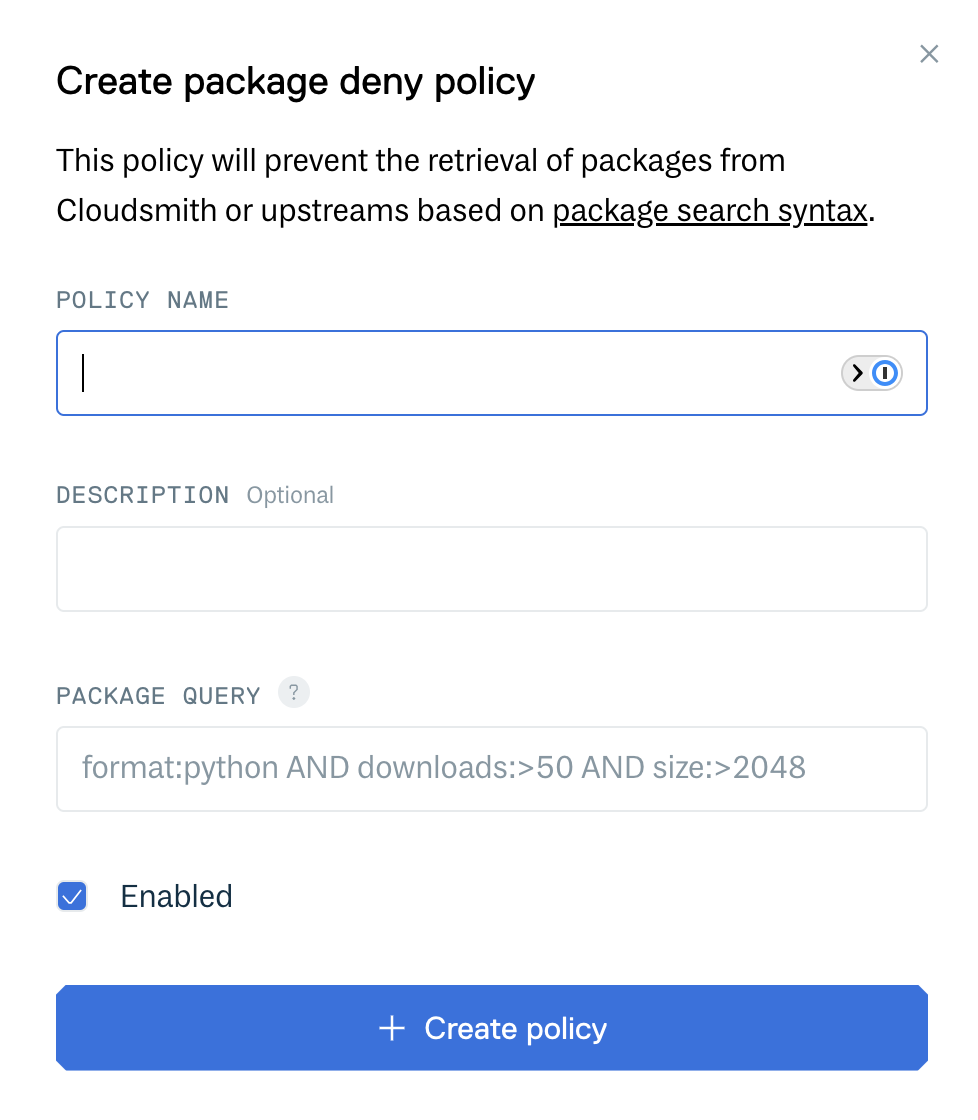 Create package deny policy
This policy will prevent the retrieval of packages from
Cloudsmith or upstreams based on package search syntax.
POLICY NAME
DESCRIPTION Optional
PACKAGE QUERY ?
format:python AND downloads:>50 AND size:>2048
Enabled
Create policy